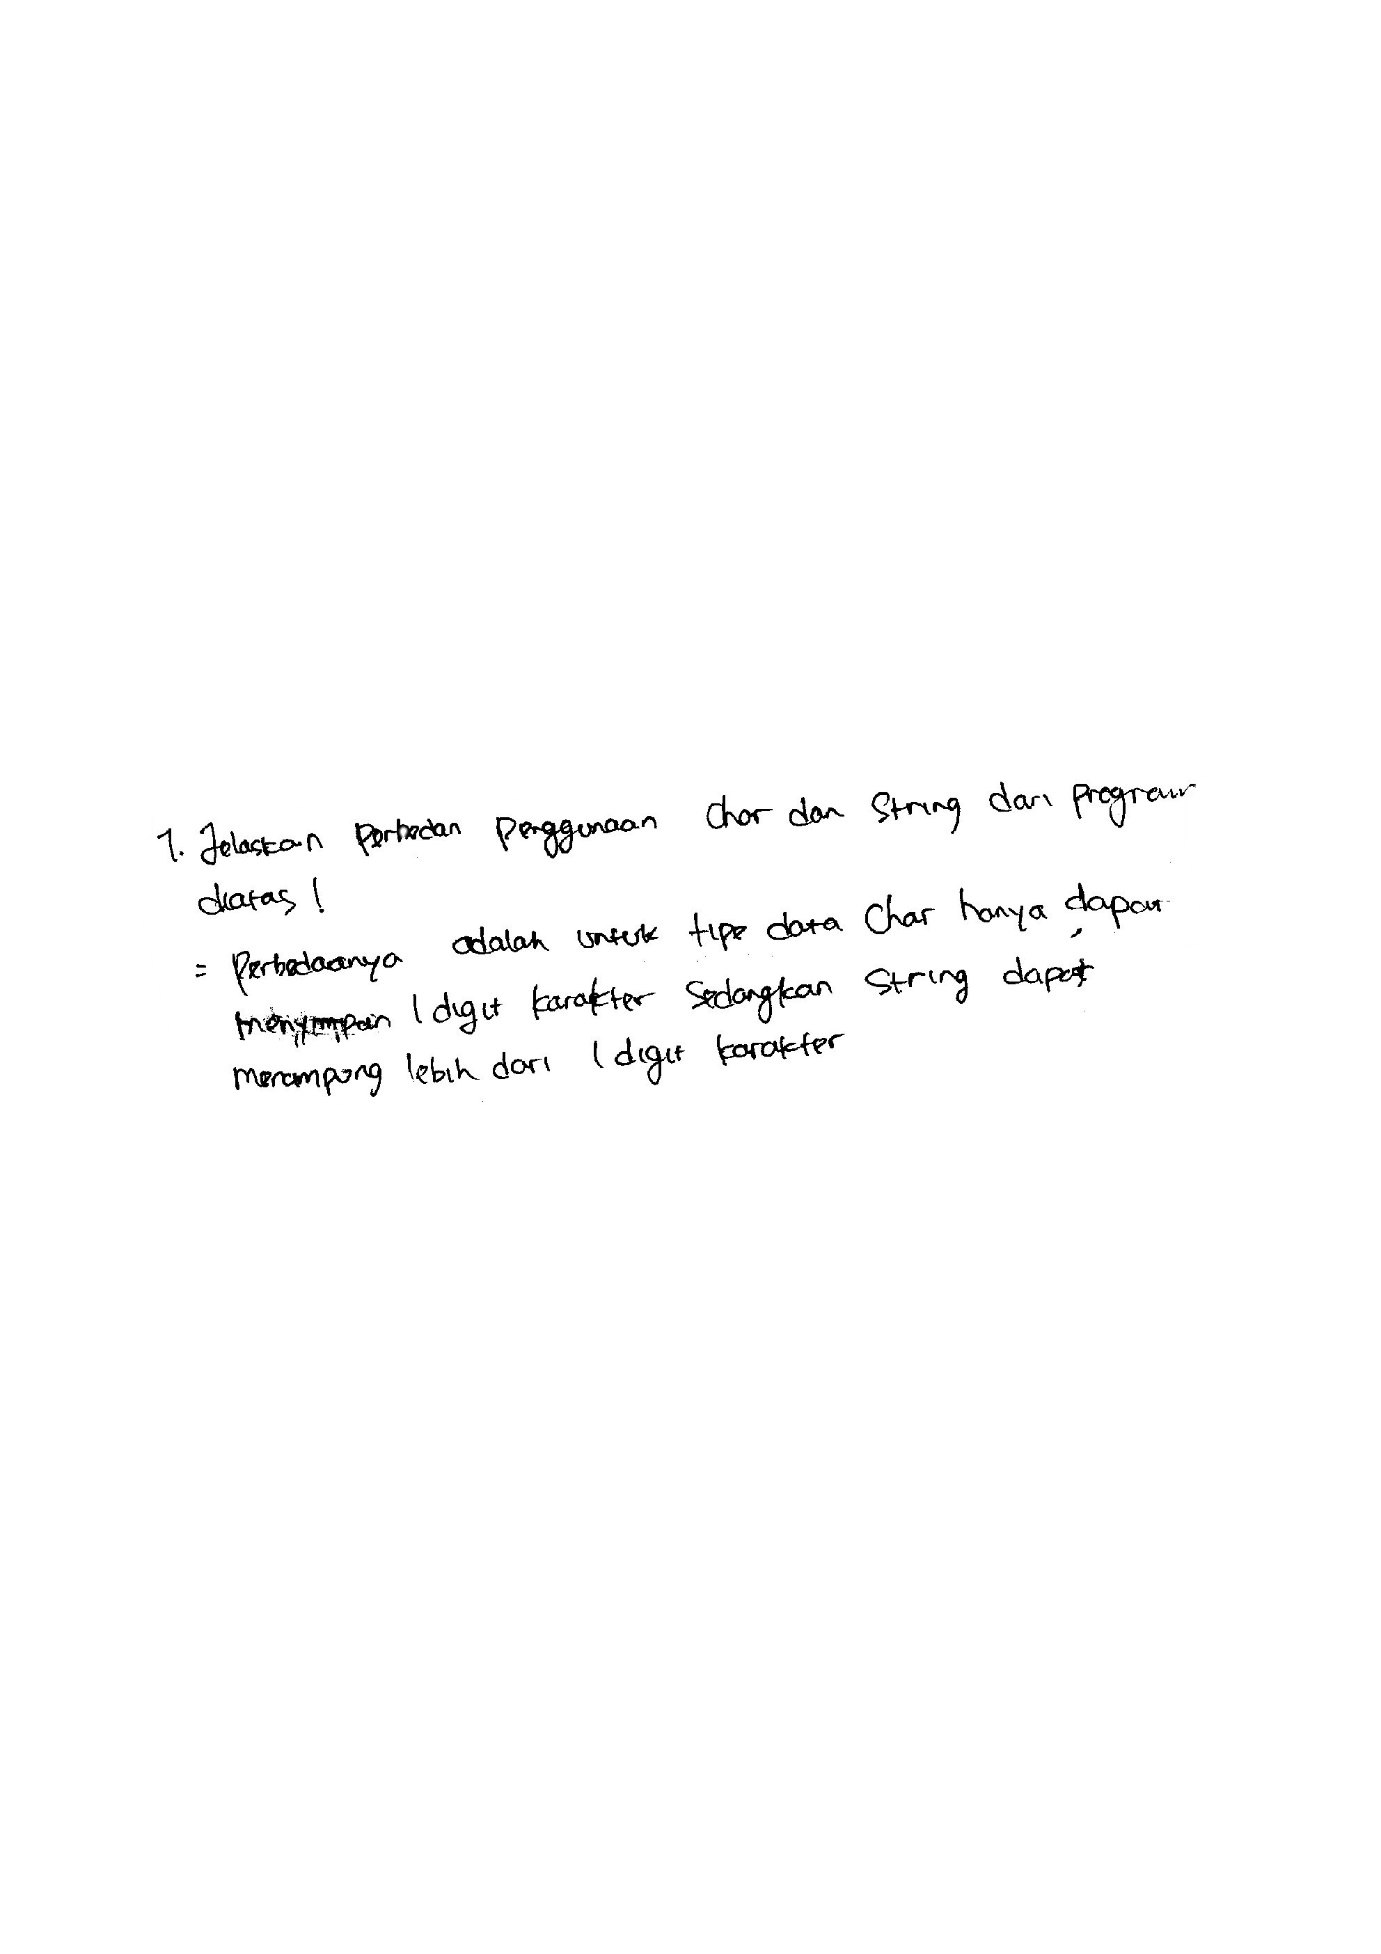 1. Jelaskan Perbedan Penggunaan Char dan String dari program
diatas !
= Perbedaanya adalah untuk tipe data Char hanya dapat
menyimpan 1 digit karakter Sedangkan String dapat
menampung lebih dari 1 digit karakter